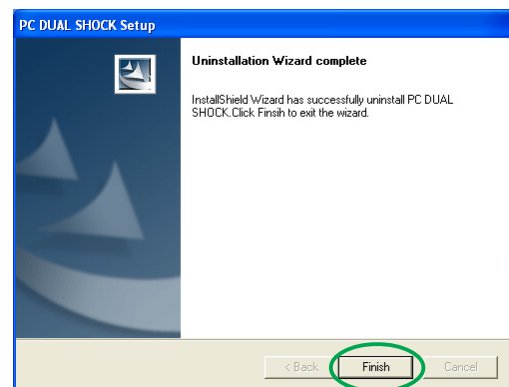 PC DUAL SHOCK Setup
Uninstallation Wizard complete
InstallShield Wizard has successfully uninstall PC DUAL
SHOCK.Click Finsih to exit the wizard.
< Back Finish Cancel